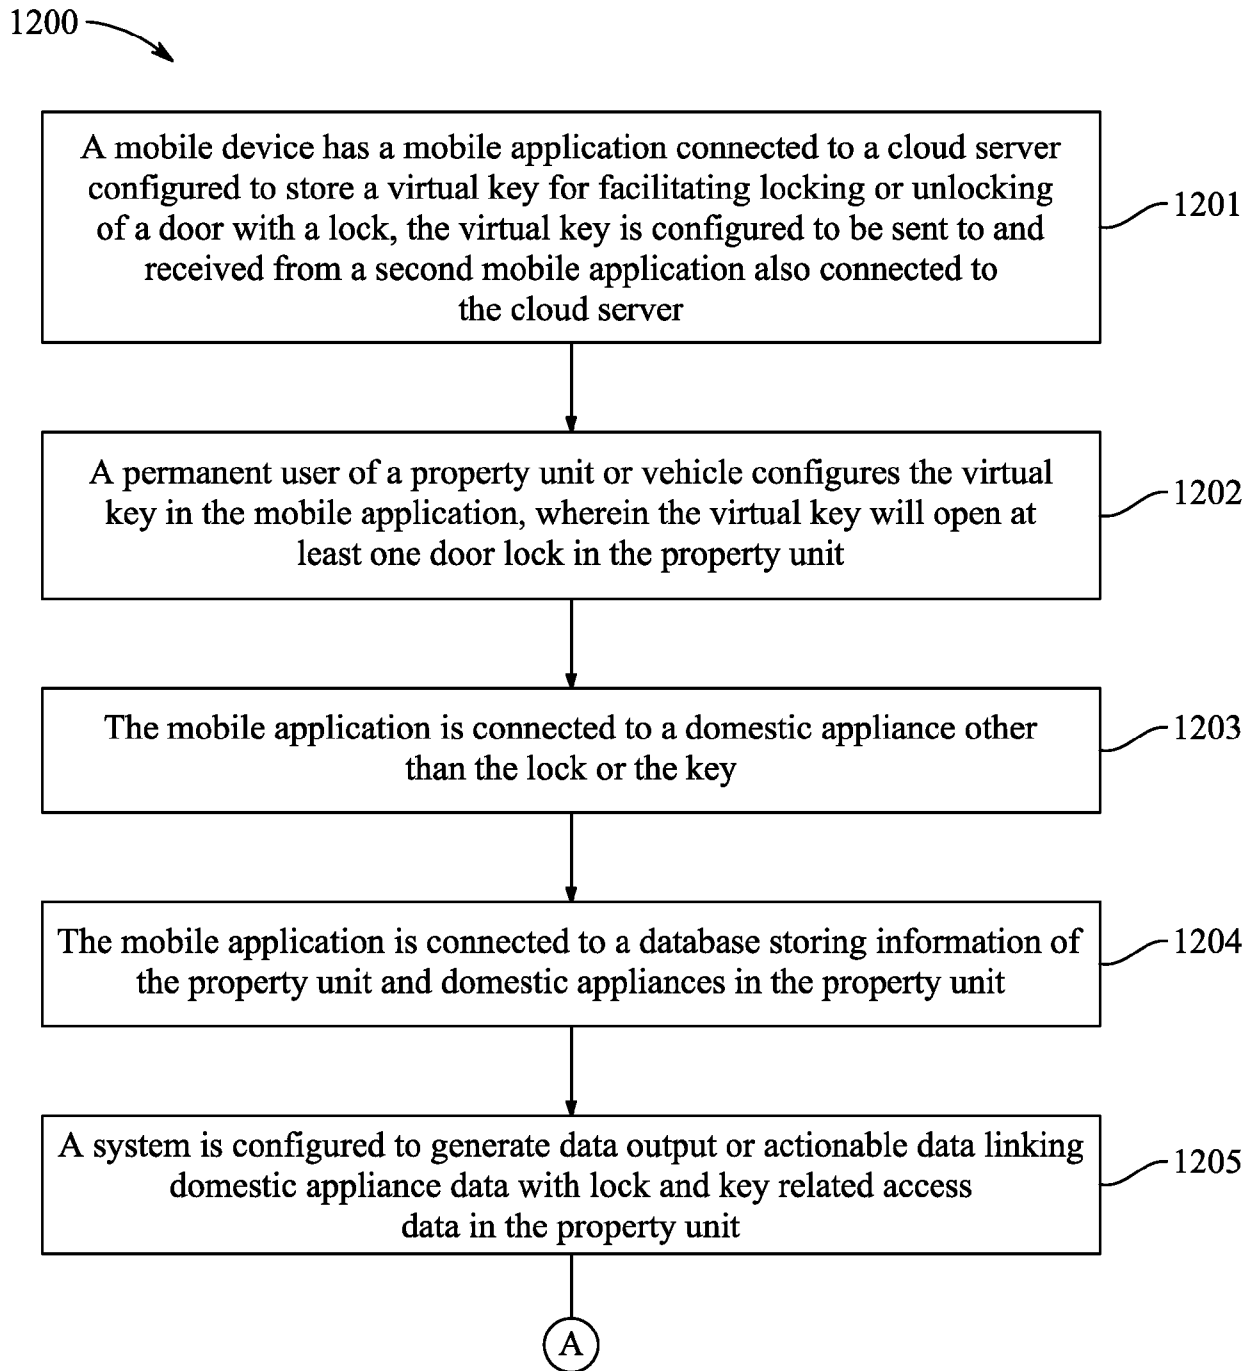 1200
A mobile device has a mobile application connected to a cloud server
configured to store a virtual key for facilitating locking or unlocking
of a door with a lock, the virtual key is configured to be sent to and
received from a second mobile application also connected to
the cloud server
1201
A permanent user of a property unit or vehicle configures the virtual
key in the mobile application, wherein the virtual key will open at
least one door lock in the property unit
1202
The mobile application is connected to a domestic appliance other
than the lock or the key
1203
The mobile application is connected to a database storing information of
the property unit and domestic appliances in the property unit
1204
A system is configured to generate data output or actionable data linking
domestic appliance data with lock and key related access
data in the property unit
1205
A